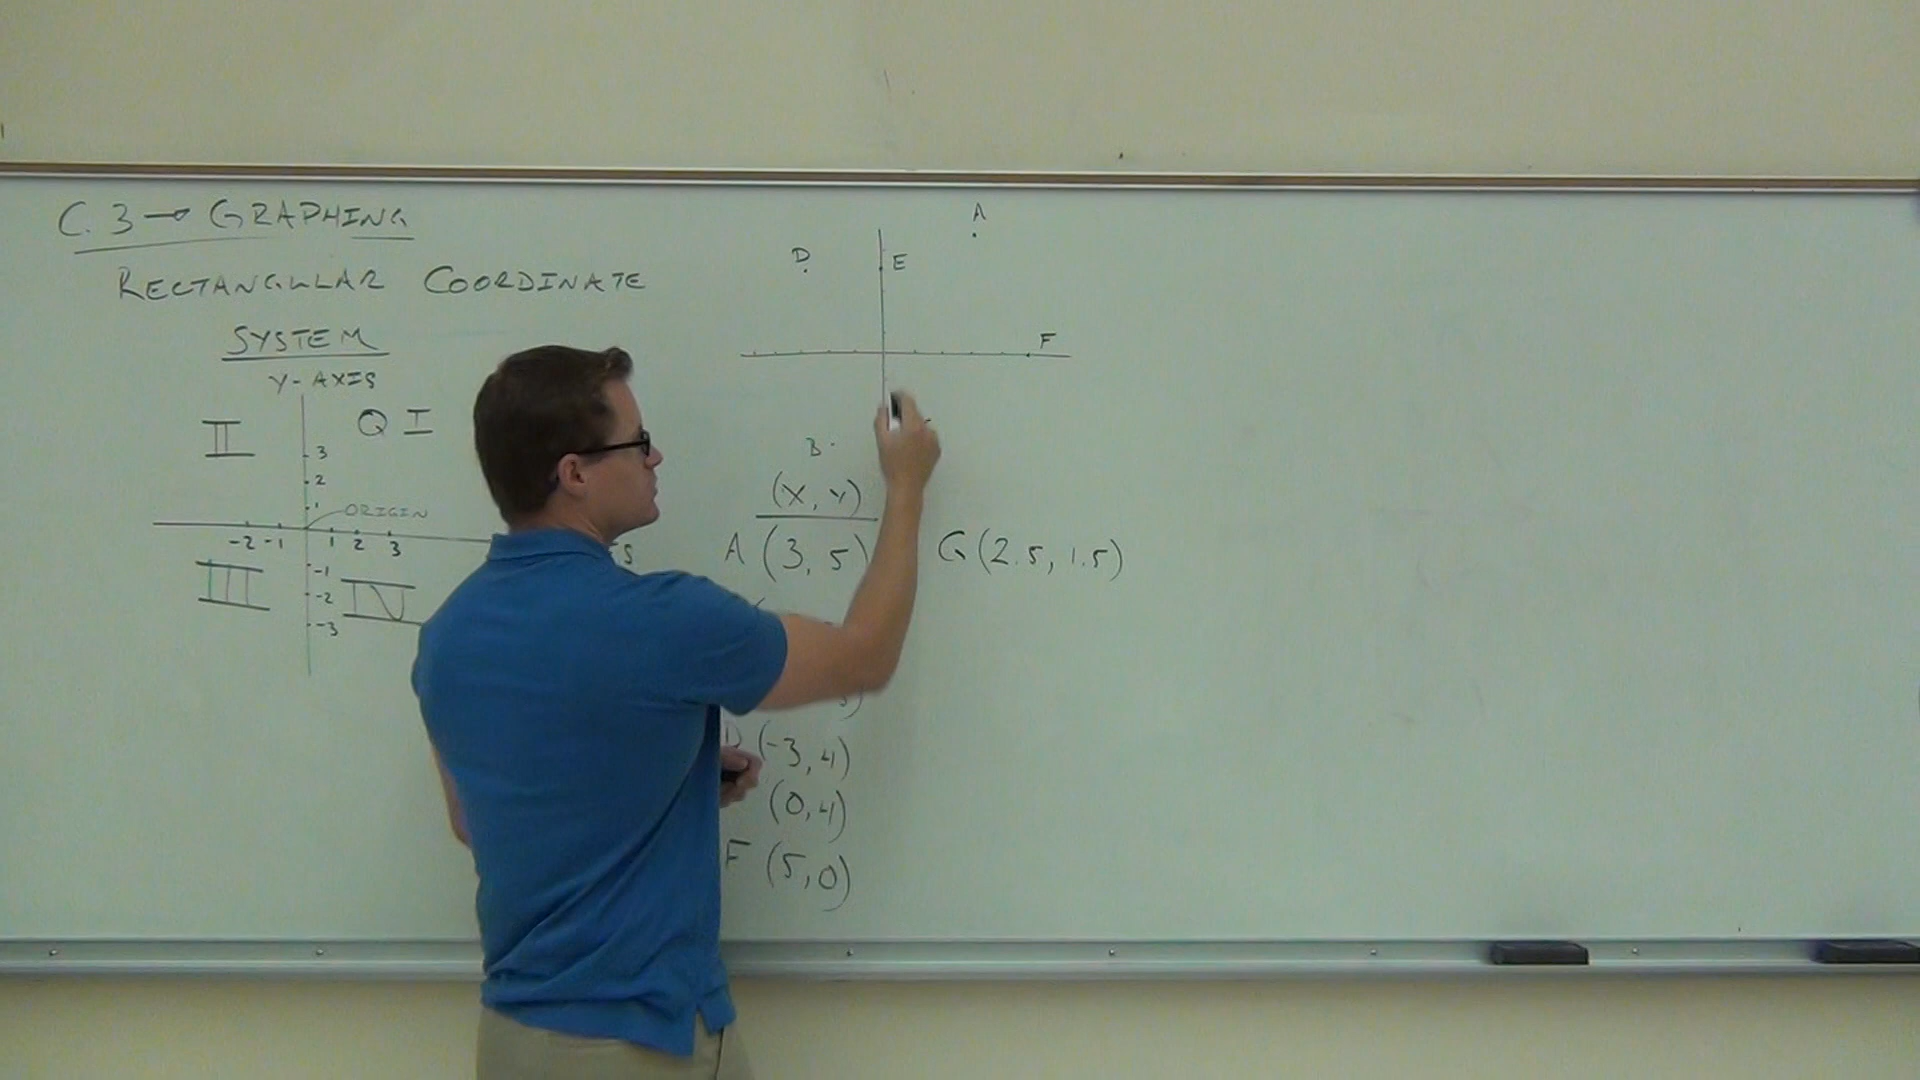 C.3 → GRAPHING
RECTANGULAR COORDINATE
SYSTEM
Y-AXIS
II
Q I
3
2
1
ORIGIN
-2 -1 1 2 3
-1
-2
-3
III
IV
A
D
E
F
B
(X, Y)
A (3, 5)
G (2.5, 1.5)
D (-3, 4)
(0, 4)
F (5, 0)